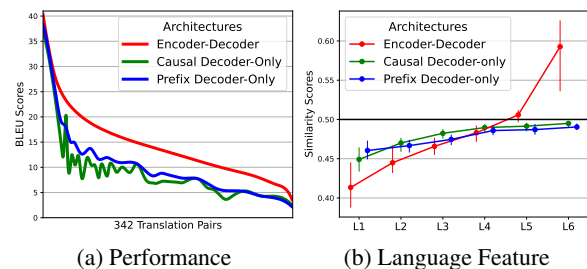 Architectures
Encoder-Decoder
Causal Decoder-Only
Prefix Decoder-Only
BLEU Scores
40
35
30
25
20
15
10
5
0
342 Translation Pairs
(a) Performance
Architectures
Encoder-Decoder
Causal Decoder-only
Prefix Decoder-only
Similarity Scores
0.60
0.55
0.50
0.45
0.40
L1 L2 L3 L4 L5 L6
(b) Language Feature